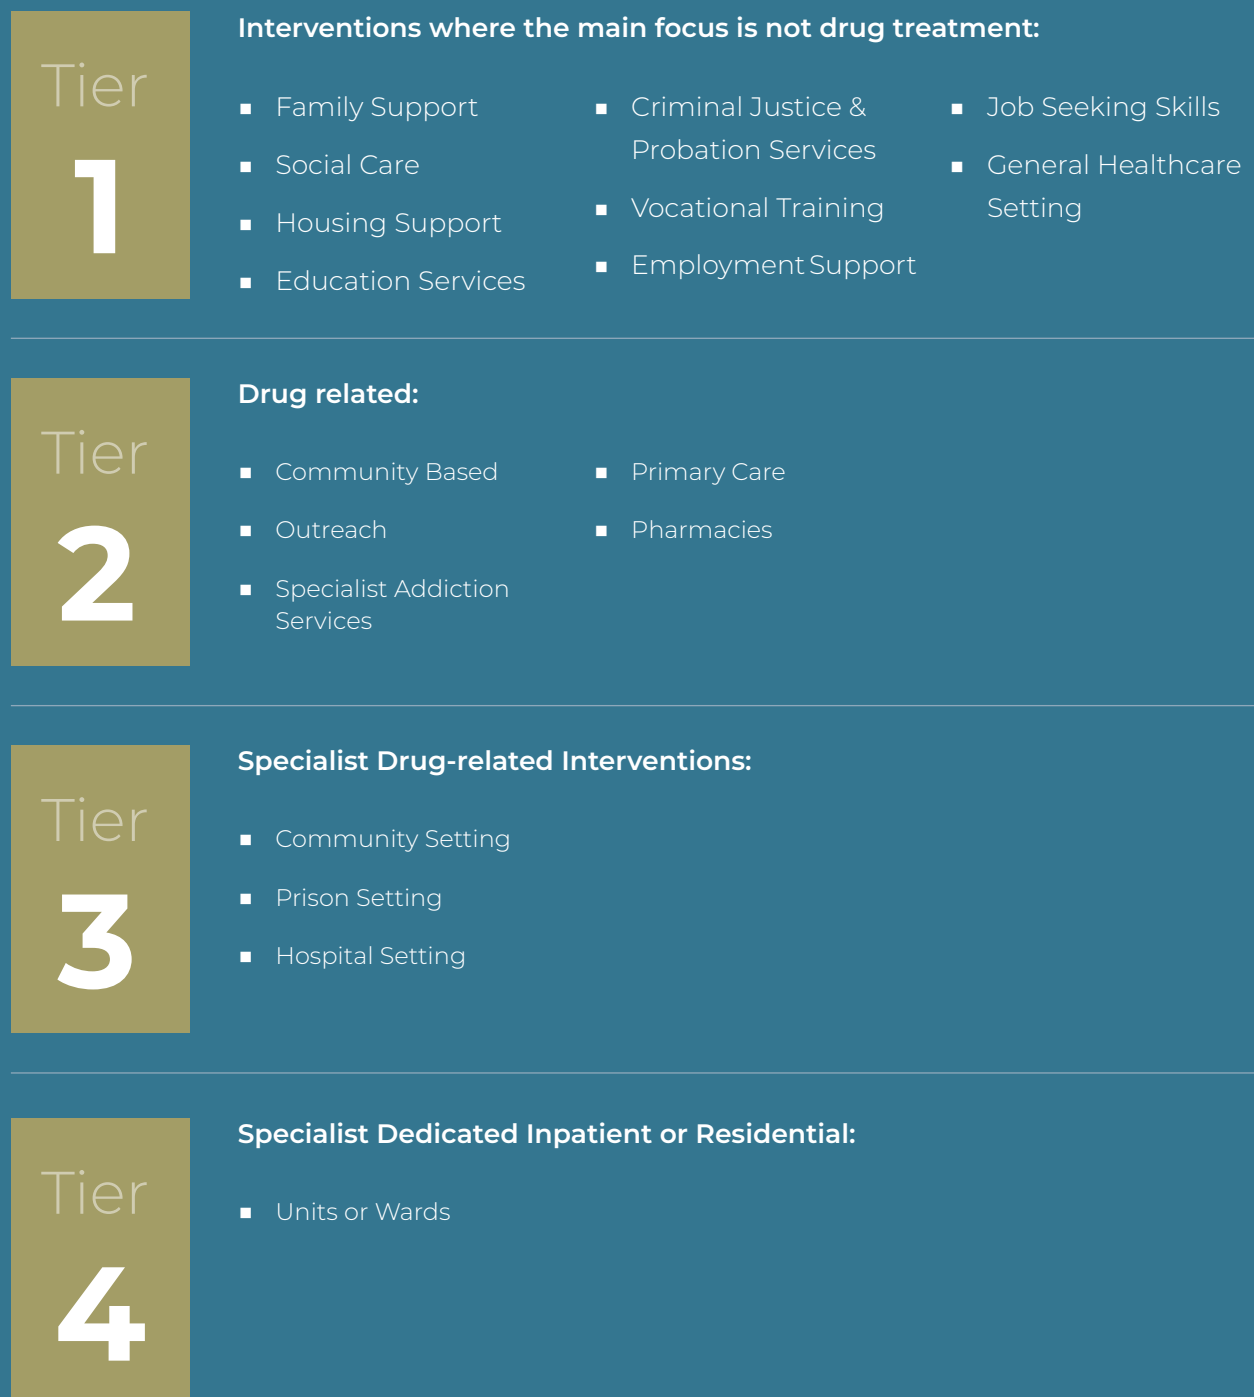 Tier
1
Interventions where the main focus is not drug treatment:
Family Support
Social Care
Housing Support
Education Services
Criminal Justice &
Probation Services
Vocational Training
Employment Support
Job Seeking Skills
General Healthcare
Setting
Tier
2
Drug related:
Community Based
Outreach
Specialist Addiction
Services
Primary Care
Pharmacies
Tier
3
Specialist Drug-related Interventions:
Community Setting
Prison Setting
Hospital Setting
Tier
4
Specialist Dedicated Inpatient or Residential:
Units or Wards